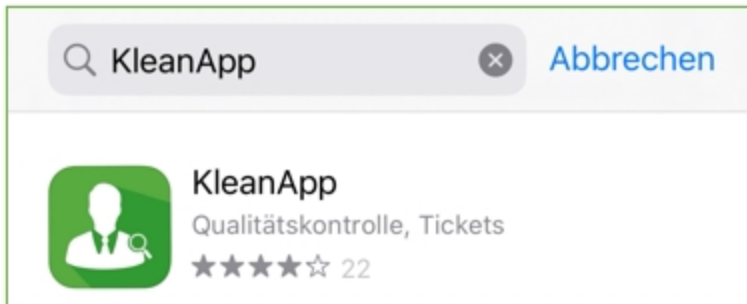 KleanApp
Abbrechen
KleanApp
Qualitätskontrolle, Tickets
22